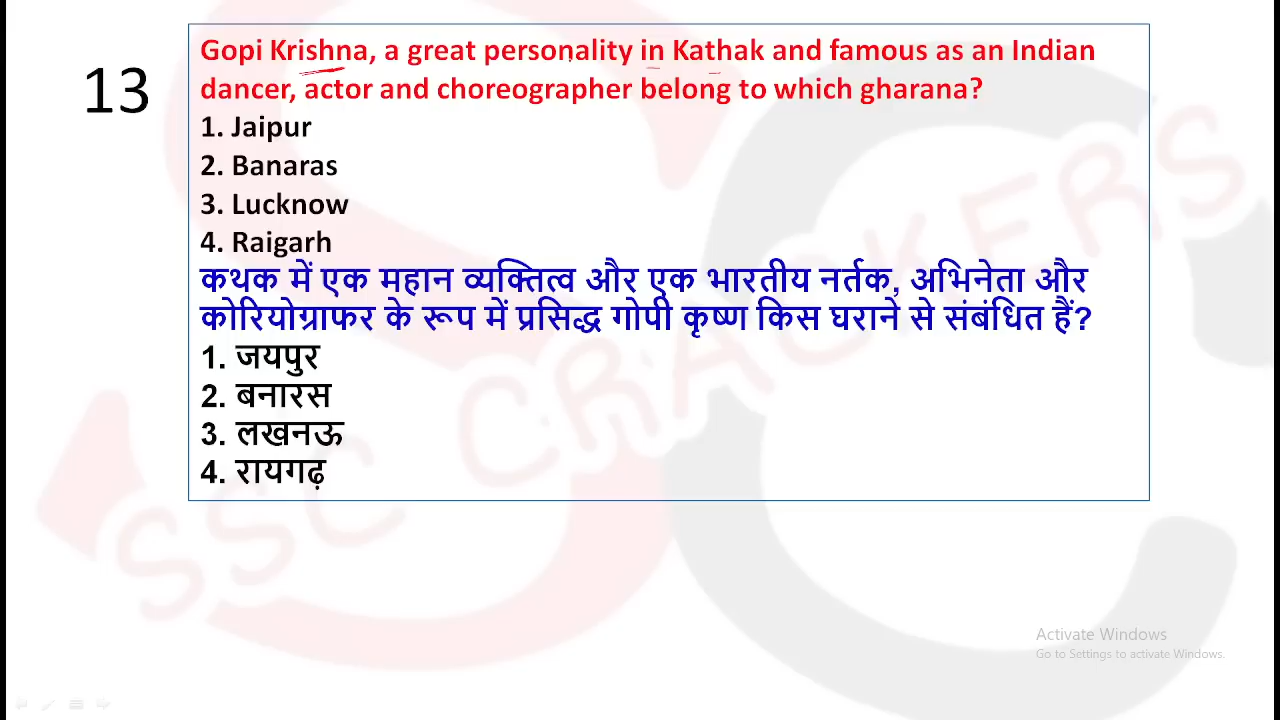 13
Gopi Krishna, a great personality in Kathak and famous as an Indian
dancer, actor and choreographer belong to which gharana?
1. Jaipur
2. Banaras
3. Lucknow
4. Raigarh
कथक में एक महान व्यक्तित्व और एक भारतीय नर्तक, अभिनेता और
कोरियोग्राफर के रूप में प्रसिद्ध गोपी कृष्ण किस घराने से संबंधित हैं?
1. जयपुर
2. बनारस
3. लखनऊ
4. रायगढ़
SSC CRACKERS
Activate Windows
Go to Settings to activate Windows.